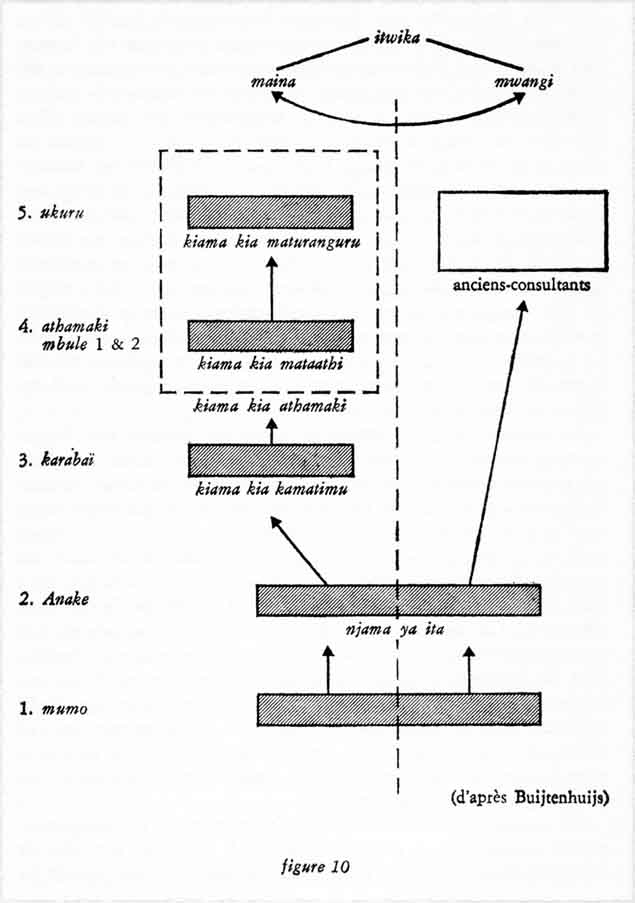 itwika
maina
mwangi
5. ukuru
kiama kia maturanguru
anciens-consultants
4. athamaki
mbule 1 & 2
kiama kia mataathi
kiama kia athamaki
3. karabaï
kiama kia kamatimu
2. Anake
njama ya ita
1. mumo
(d'après Buijtenhuijs)
figure 10